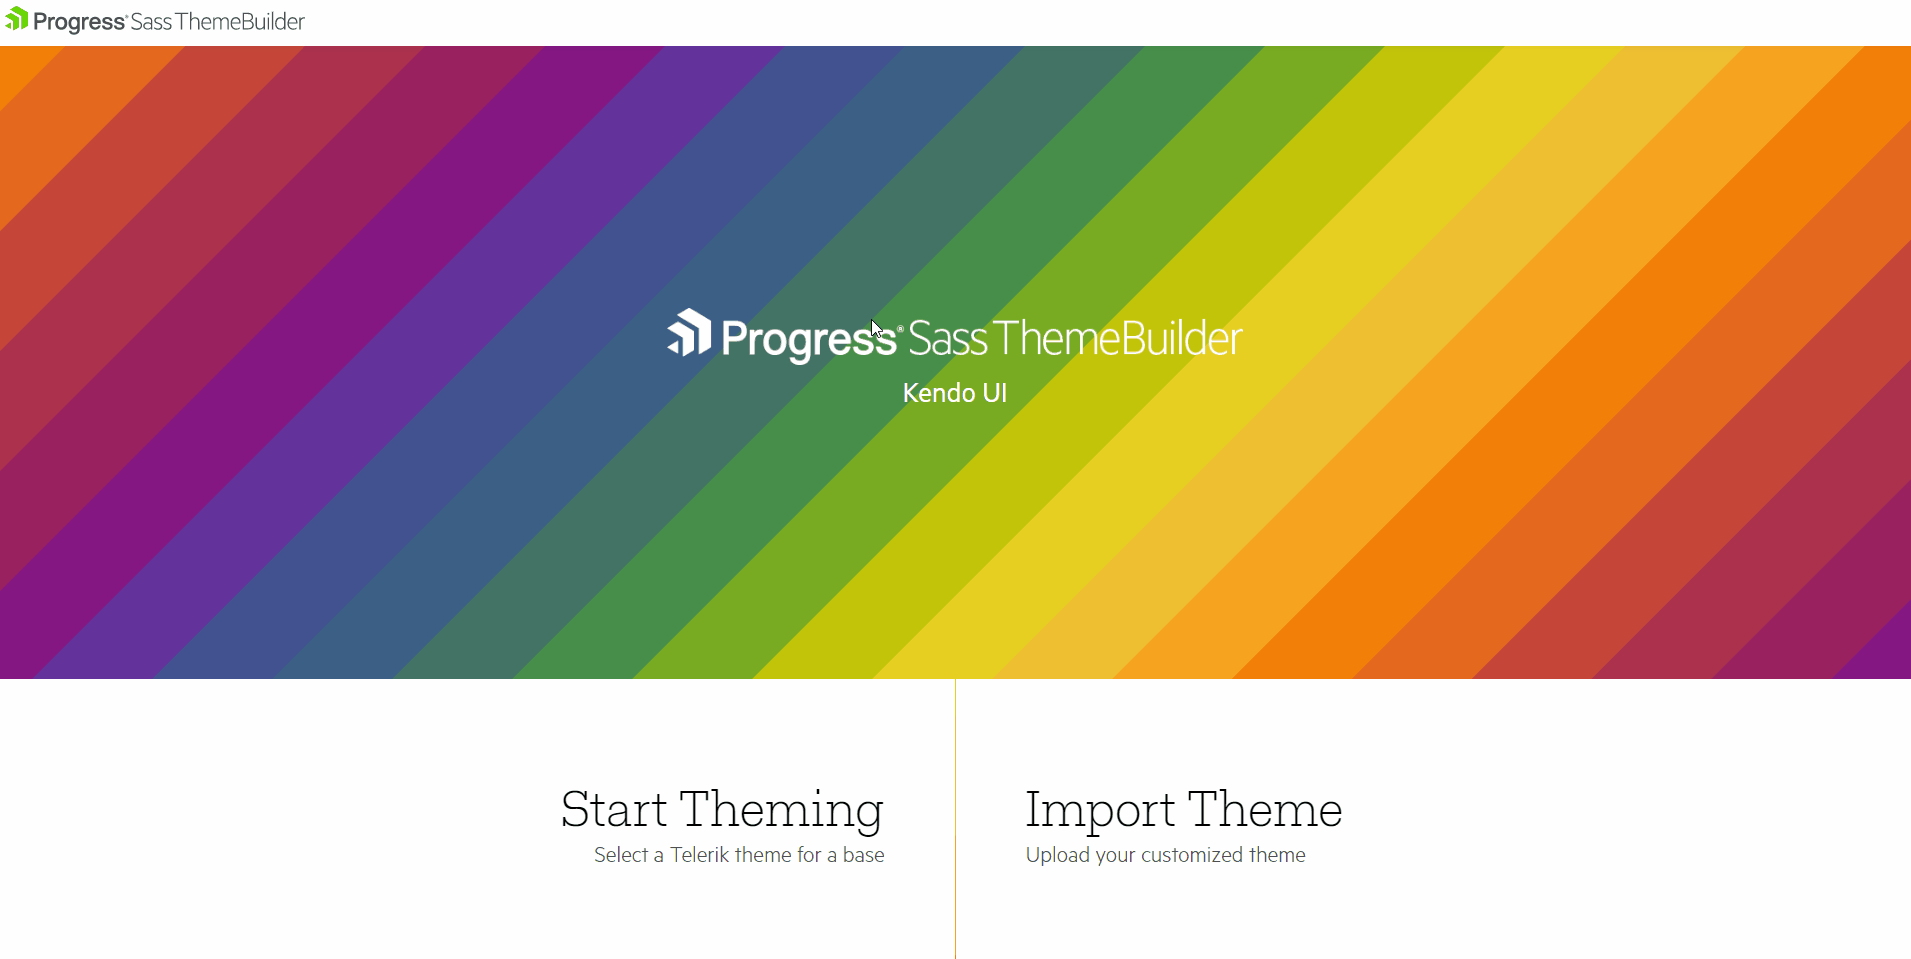 Progress® Sass ThemeBuilder
Progress® Sass ThemeBuilder
Kendo UI
Start Theming
Select a Telerik theme for a base
Import Theme
Upload your customized theme